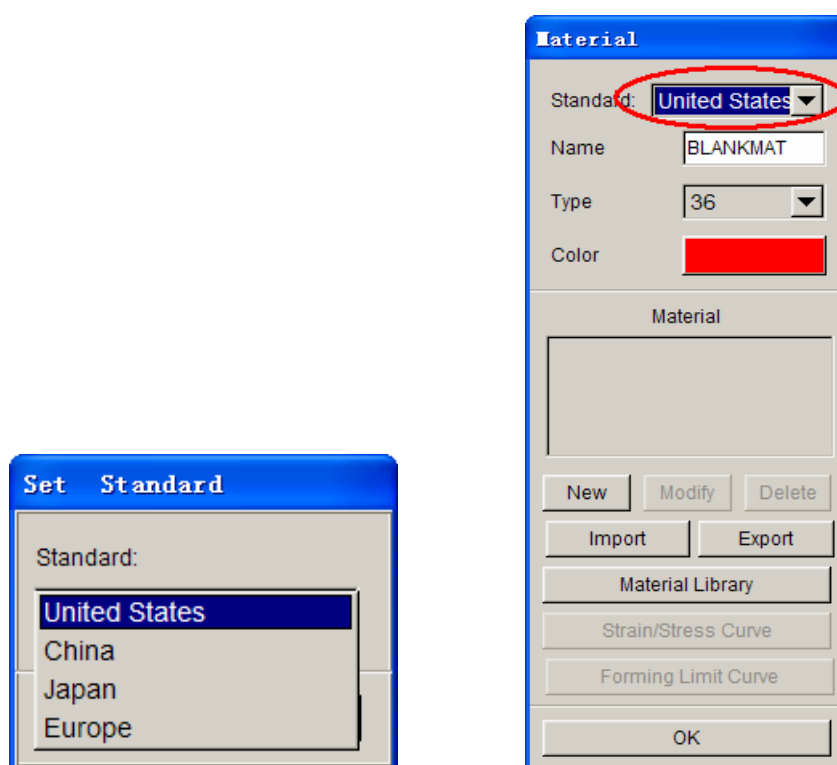 Set Standard
Standard:
United States
China
Japan
Europe
Material
Standard: United States
Name BLANKMAT
Type 36
Color
Material
New Modify Delete
Import Export
Material Library
Strain/Stress Curve
Forming Limit Curve
OK